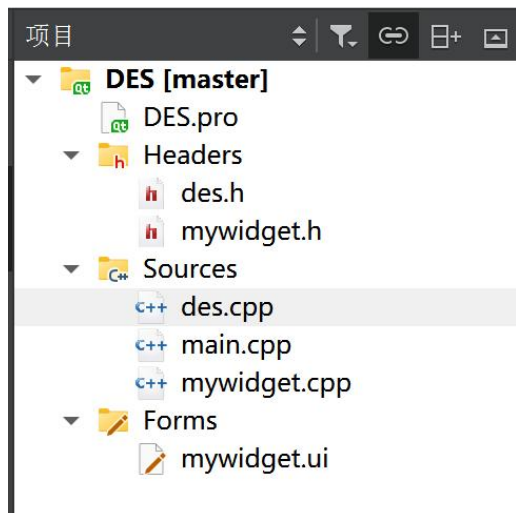 项目
DES [master]
DES.pro
Headers
des.h
mywidget.h
Sources
des.cpp
main.cpp
mywidget.cpp
Forms
mywidget.ui